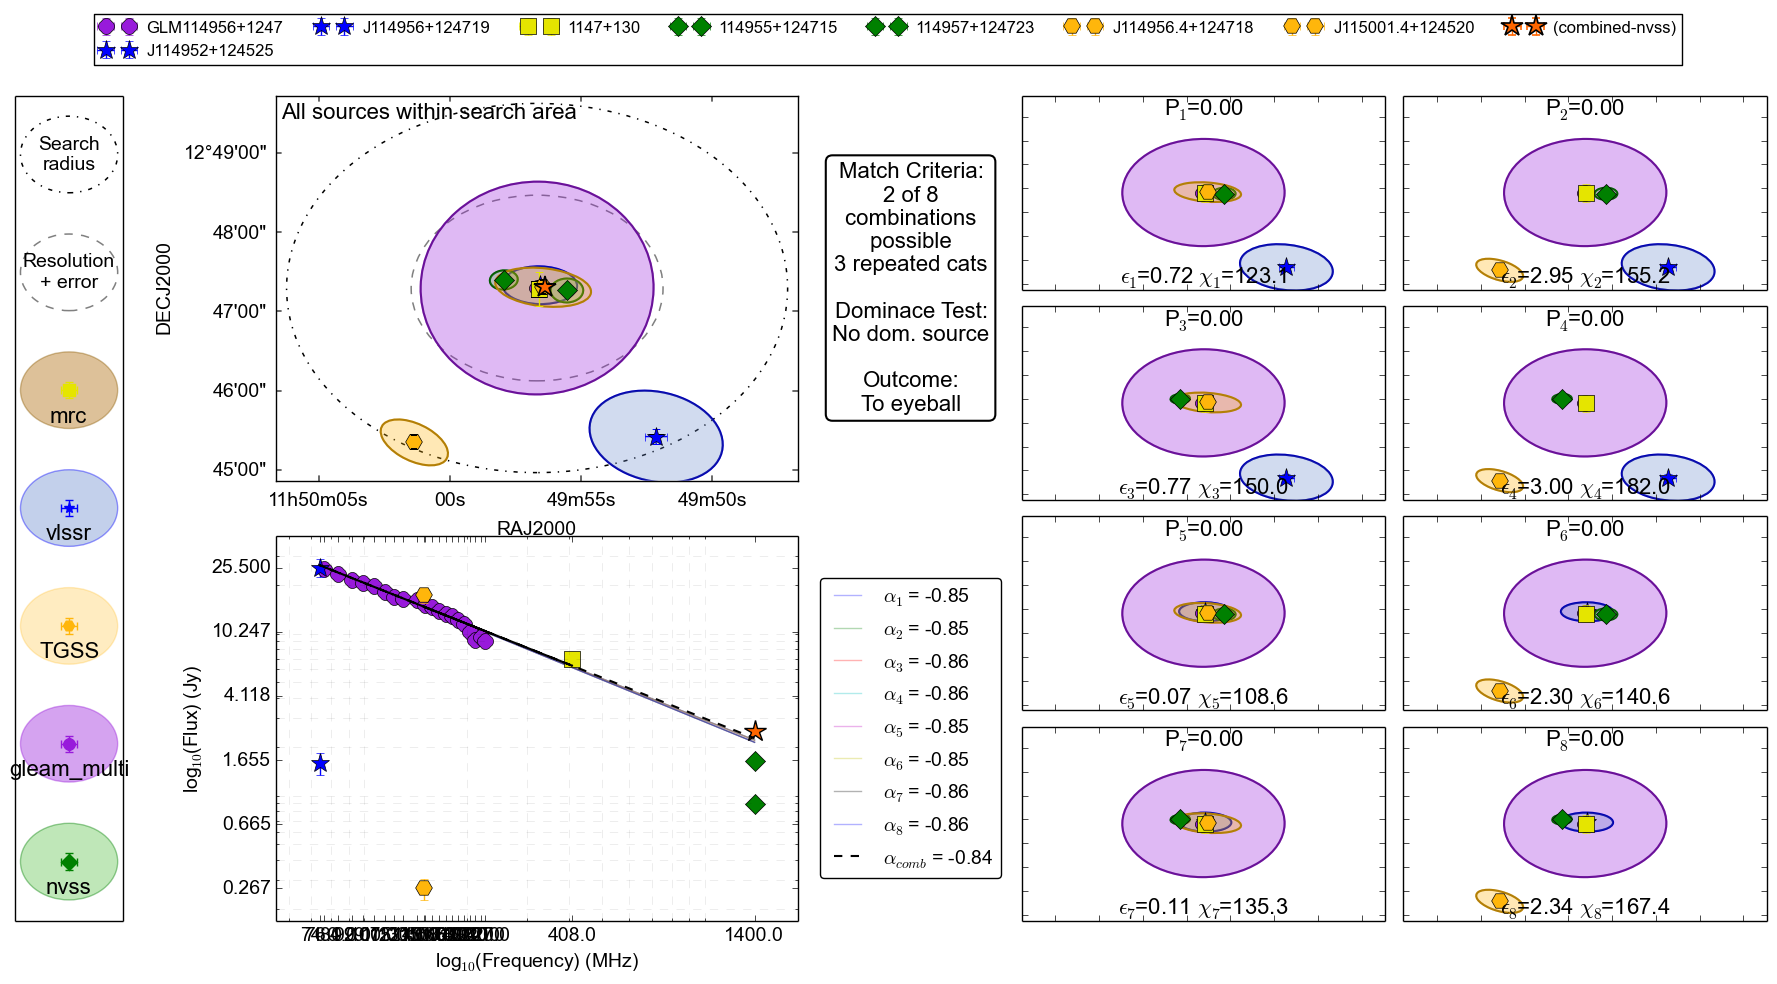 GLM114956+1247 J114956+124719 1147+130 114955+124715 114957+124723 J114956.4+124718 J115001.4+124520 (combined-nvss)
J114952+124525
Search
radius
Resolution
+ error
mrc
vlssr
TGSS
gleam_multi
nvss
All sources within search area
12°49'00"
48'00"
47'00"
46'00"
45'00"
DECJ2000
11h50m05s 00s 49m55s 49m50s
RAJ2000
Match Criteria:
2 of 8
combinations
possible
3 repeated cats
Dominace Test:
No dom. source
Outcome:
To eyeball
25.500
10.247
4.118
1.655
0.665
0.267
log10(Flux) (Jy)
408.0 1400.0
log10(Frequency) (MHz)
α1 = -0.85
α2 = -0.85
α3 = -0.86
α4 = -0.86
α5 = -0.85
α6 = -0.85
α7 = -0.86
α8 = -0.86
αcomb = -0.84
P1=0.00
ϵ1=0.72 χ1=123.1
P2=0.00
ϵ2=2.95 χ2=155.2
P3=0.00
ϵ3=0.77 χ3=150.0
P4=0.00
ϵ4=3.00 χ4=182.0
P5=0.00
ϵ5=0.07 χ5=108.6
P6=0.00
ϵ6=2.30 χ6=140.6
P7=0.00
ϵ7=0.11 χ7=135.3
P8=0.00
ϵ8=2.34 χ8=167.4